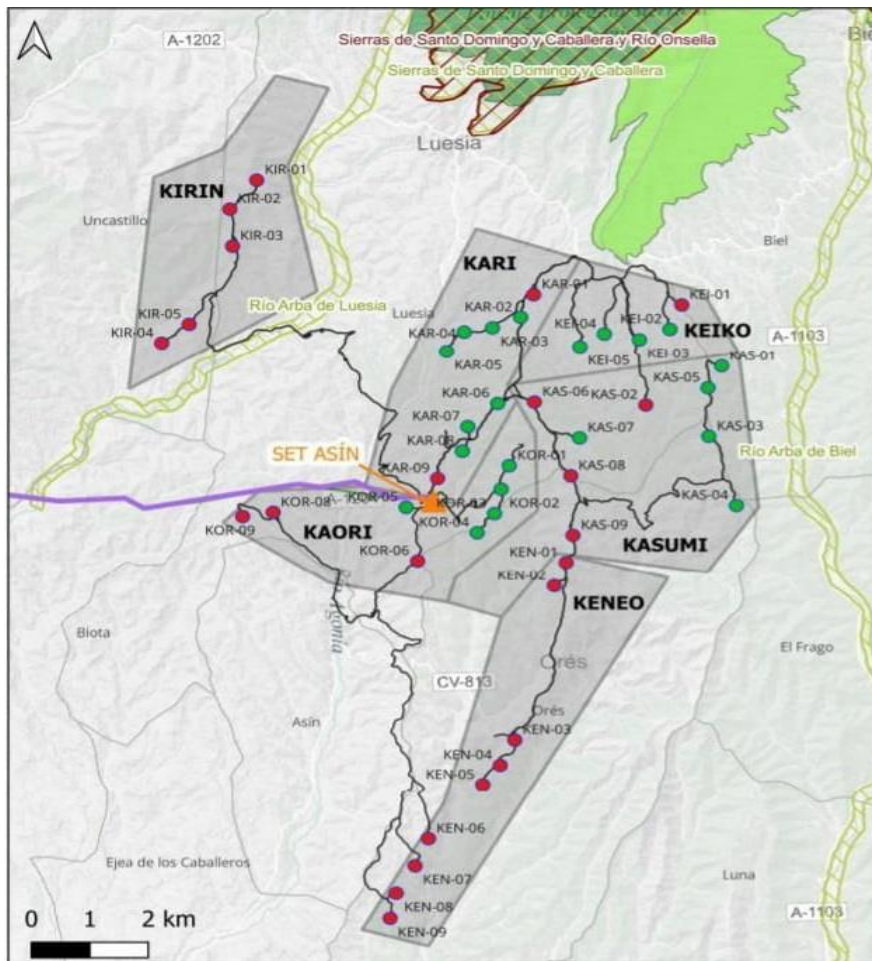 A-1202
Sierras de Santo Domingo y Caballera y Río Onsella
Sierras de Santo Domingo y Caballera
Luesia
KIR-01
KIRIN
KIR-02
Uncastillo
KIR-03
Biel
KARI
Río Arba de Luesia
KAR-01
KEI-01
KIR-05
KAR-02
Luesia
KEI-04
KEI-02
KEIKO
KIR-04
KAR-04
KAR-03
A-1103
KEI-03
KAR-05
KEI-05
KAS-01
KAS-05
KAR-06
KAS-06
KAS-02
KAR-07
KAS-07
KAS-03
KAR-08
SET ASÍN
KOR-01
Río Arba de Biel
KAR-09
KAS-08
KOR-08
KOR-05
KOR-03
KOR-02
KAS-04
KOR-09
KAORI
KOR-04
KAS-09
KASUMI
KOR-06
KEN-01
KEN-02
KENEO
Biota
El Frago
Orés
CV-813
Asín
Orés
KEN-03
KEN-04
KEN-05
KEN-06
Ejea de los Caballeros
KEN-07
Luna
KEN-08
A-1103
KEN-09
0 1 2 km